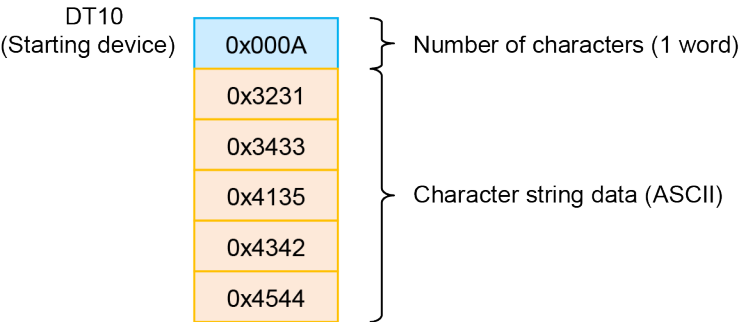 DT10
(Starting device)
0x000A
Number of characters (1 word)
0x3231
0x3433
0x4135
Character string data (ASCII)
0x4342
0x4544